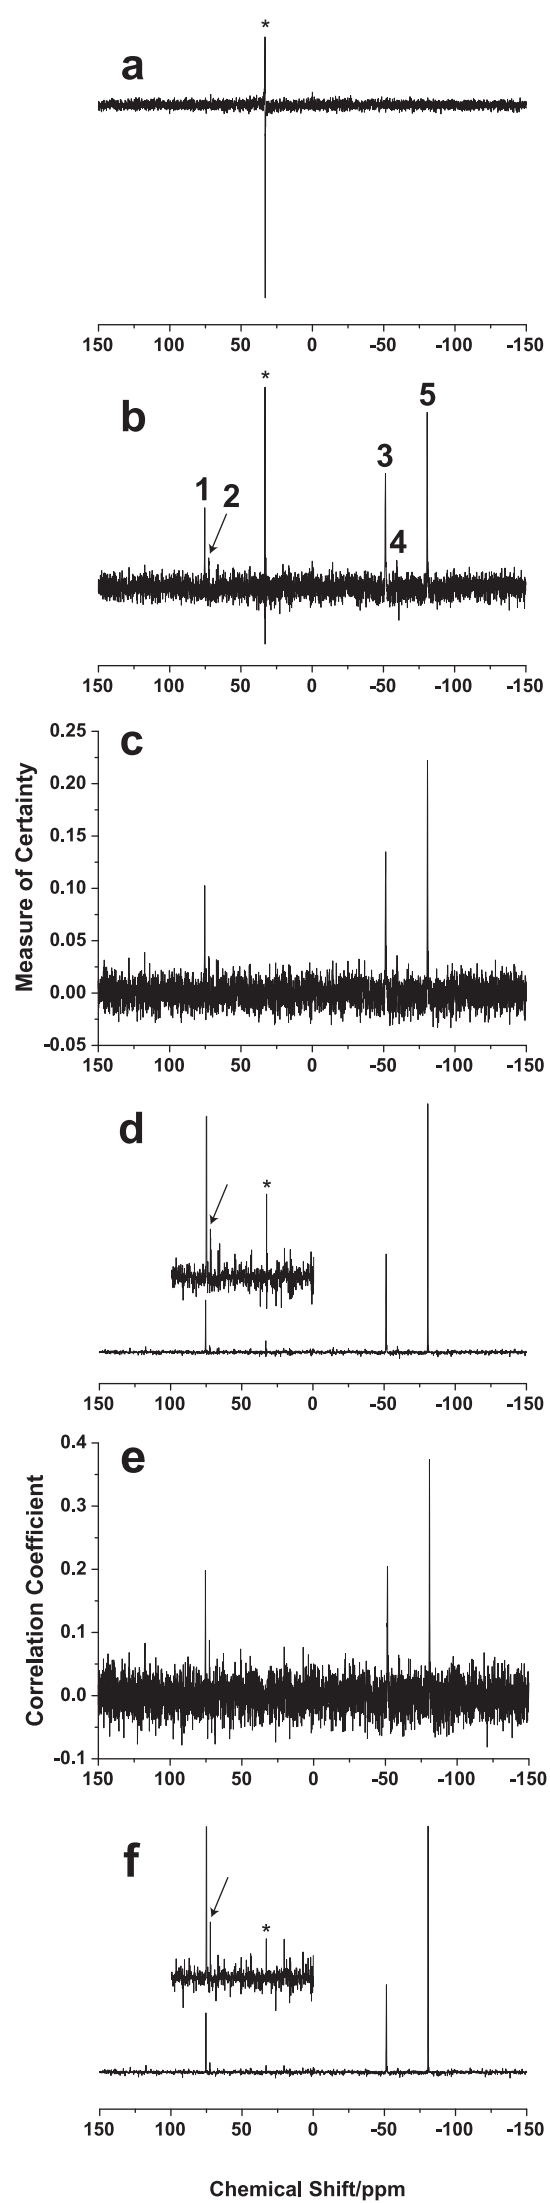 *
a
150 100 50 0 -50 -100 -150
*
b
5
3
1 2
4
150 100 50 0 -50 -100 -150
c
Measure of Certainty
0.25
0.20
0.15
0.10
0.05
0.00
-0.05
150 100 50 0 -50 -100 -150
d
*
150 100 50 0 -50 -100 -150
e
Correlation Coefficient
0.4
0.3
0.2
0.1
0.0
-0.1
150 100 50 0 -50 -100 -150
f
*
150 100 50 0 -50 -100 -150
Chemical Shift/ppm